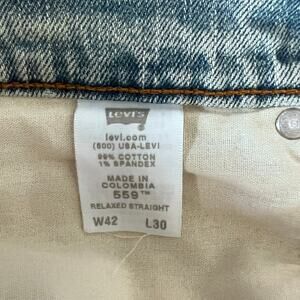 Levi's
levi.com
(800) USA-LEVI
99% COTTON
1% SPANDEX
MADE IN
COLOMBIA
559™
RELAXED STRAIGHT
W42 L30